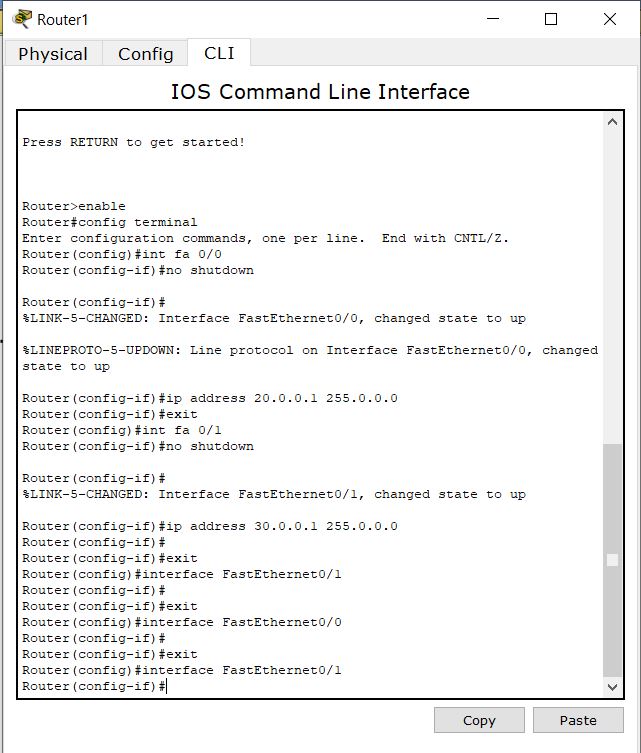 Router1
Physical Config CLI
IOS Command Line Interface
Press RETURN to get started!
Router>enable
Router#config terminal
Enter configuration commands, one per line.  End with CNTL/Z.
Router(config)#int fa 0/0
Router(config-if)#no shutdown
Router(config-if)#
%LINK-5-CHANGED: Interface FastEthernet0/0, changed state to up
%LINEPROTO-5-UPDOWN: Line protocol on Interface FastEthernet0/0, changed
state to up
Router(config-if)#ip address 20.0.0.1 255.0.0.0
Router(config-if)#exit
Router(config)#int fa 0/1
Router(config-if)#no shutdown
Router(config-if)#
%LINK-5-CHANGED: Interface FastEthernet0/1, changed state to up
Router(config-if)#ip address 30.0.0.1 255.0.0.0
Router(config-if)#
Router(config-if)#exit
Router(config)#interface FastEthernet0/1
Router(config-if)#
Router(config-if)#exit
Router(config)#interface FastEthernet0/0
Router(config-if)#
Router(config-if)#exit
Router(config)#interface FastEthernet0/1
Router(config-if)#
Copy Paste